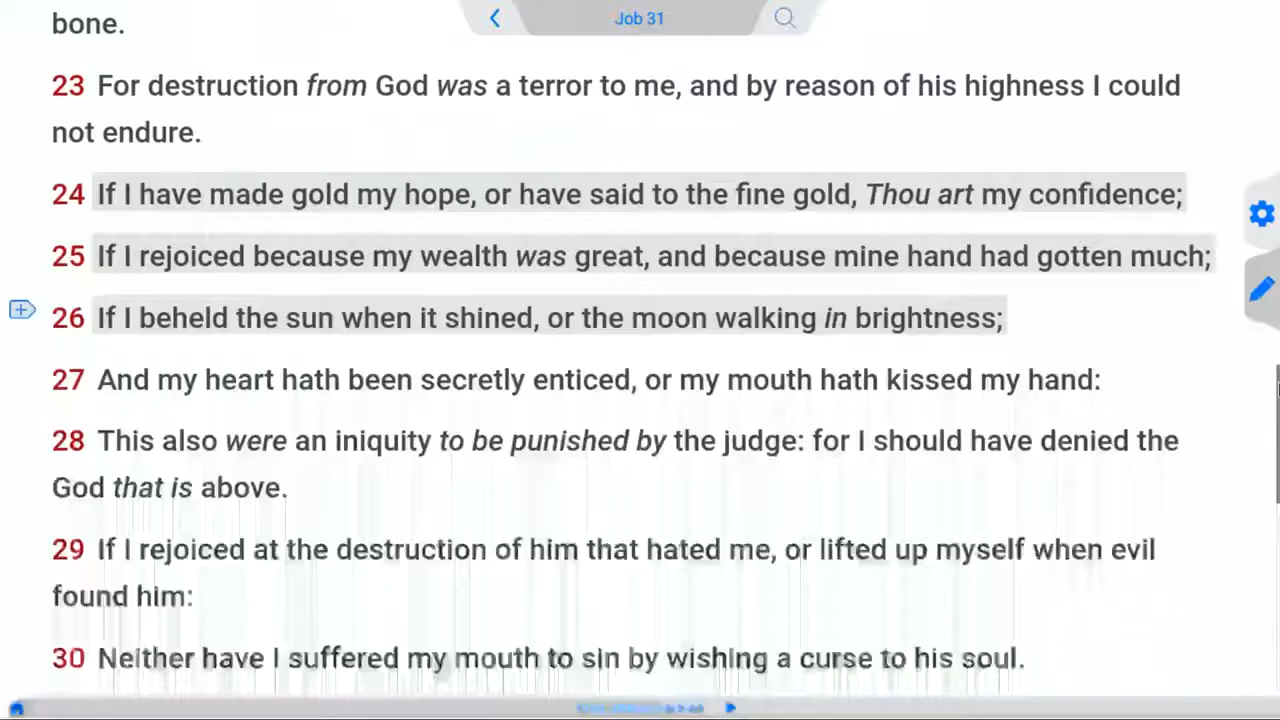 Job 31
bone.
23 For destruction from God was a terror to me, and by reason of his highness I could
not endure.
24 If I have made gold my hope, or have said to the fine gold, Thou art my confidence;
25 If I rejoiced because my wealth was great, and because mine hand had gotten much;
26 If I beheld the sun when it shined, or the moon walking in brightness;
27 And my heart hath been secretly enticed, or my mouth hath kissed my hand:
28 This also were an iniquity to be punished by the judge: for I should have denied the
God that is above.
29 If I rejoiced at the destruction of him that hated me, or lifted up myself when evil
found him:
30 Neither have I suffered my mouth to sin by wishing a curse to his soul.